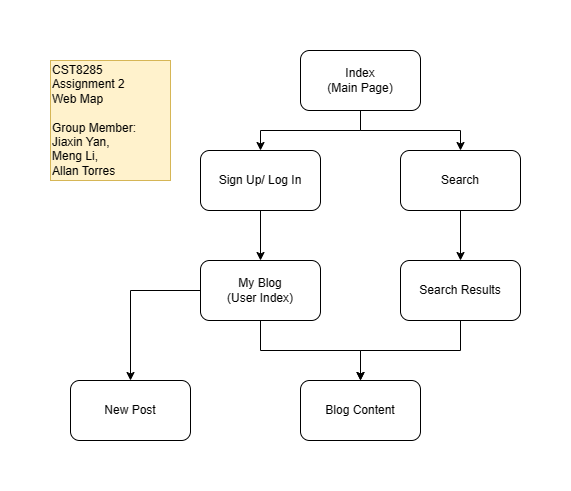 CST8285
Assignment 2
Web Map
Group Member:
Jiaxin Yan,
Meng Li,
Allan Torres
Index
(Main Page)
Sign Up/ Log In
Search
My Blog
(User Index)
Search Results
New Post
Blog Content